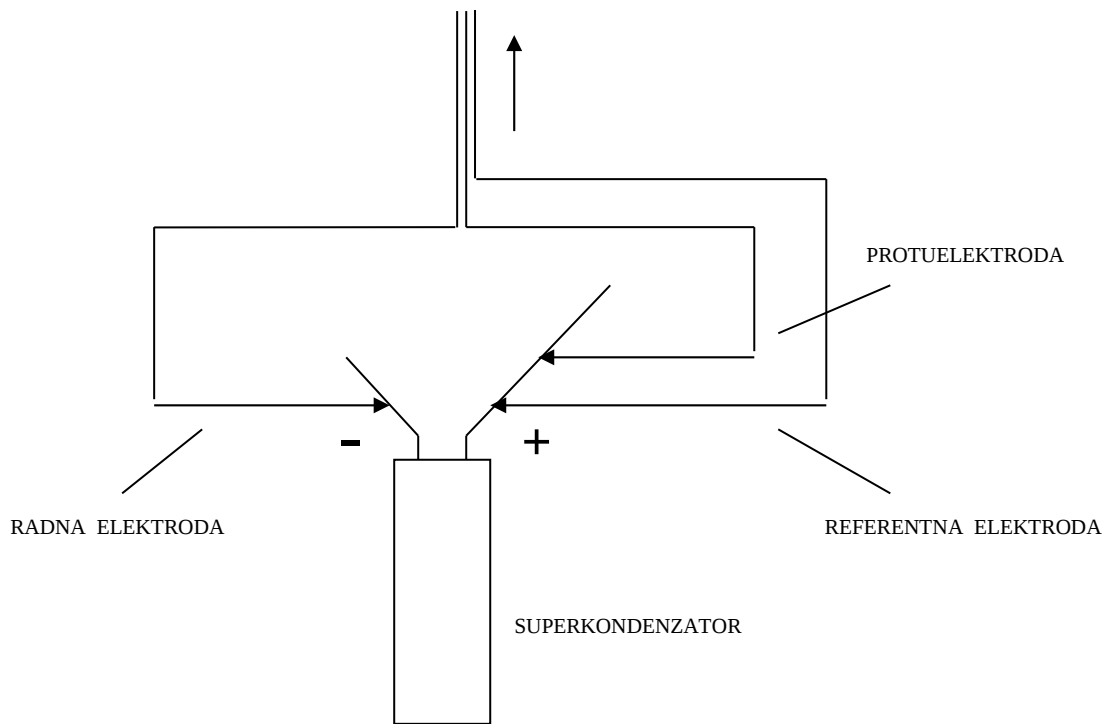 PROTUELEKTRODA
- +
RADNA ELEKTRODA
REFERENTNA ELEKTRODA
SUPERKONDENZATOR